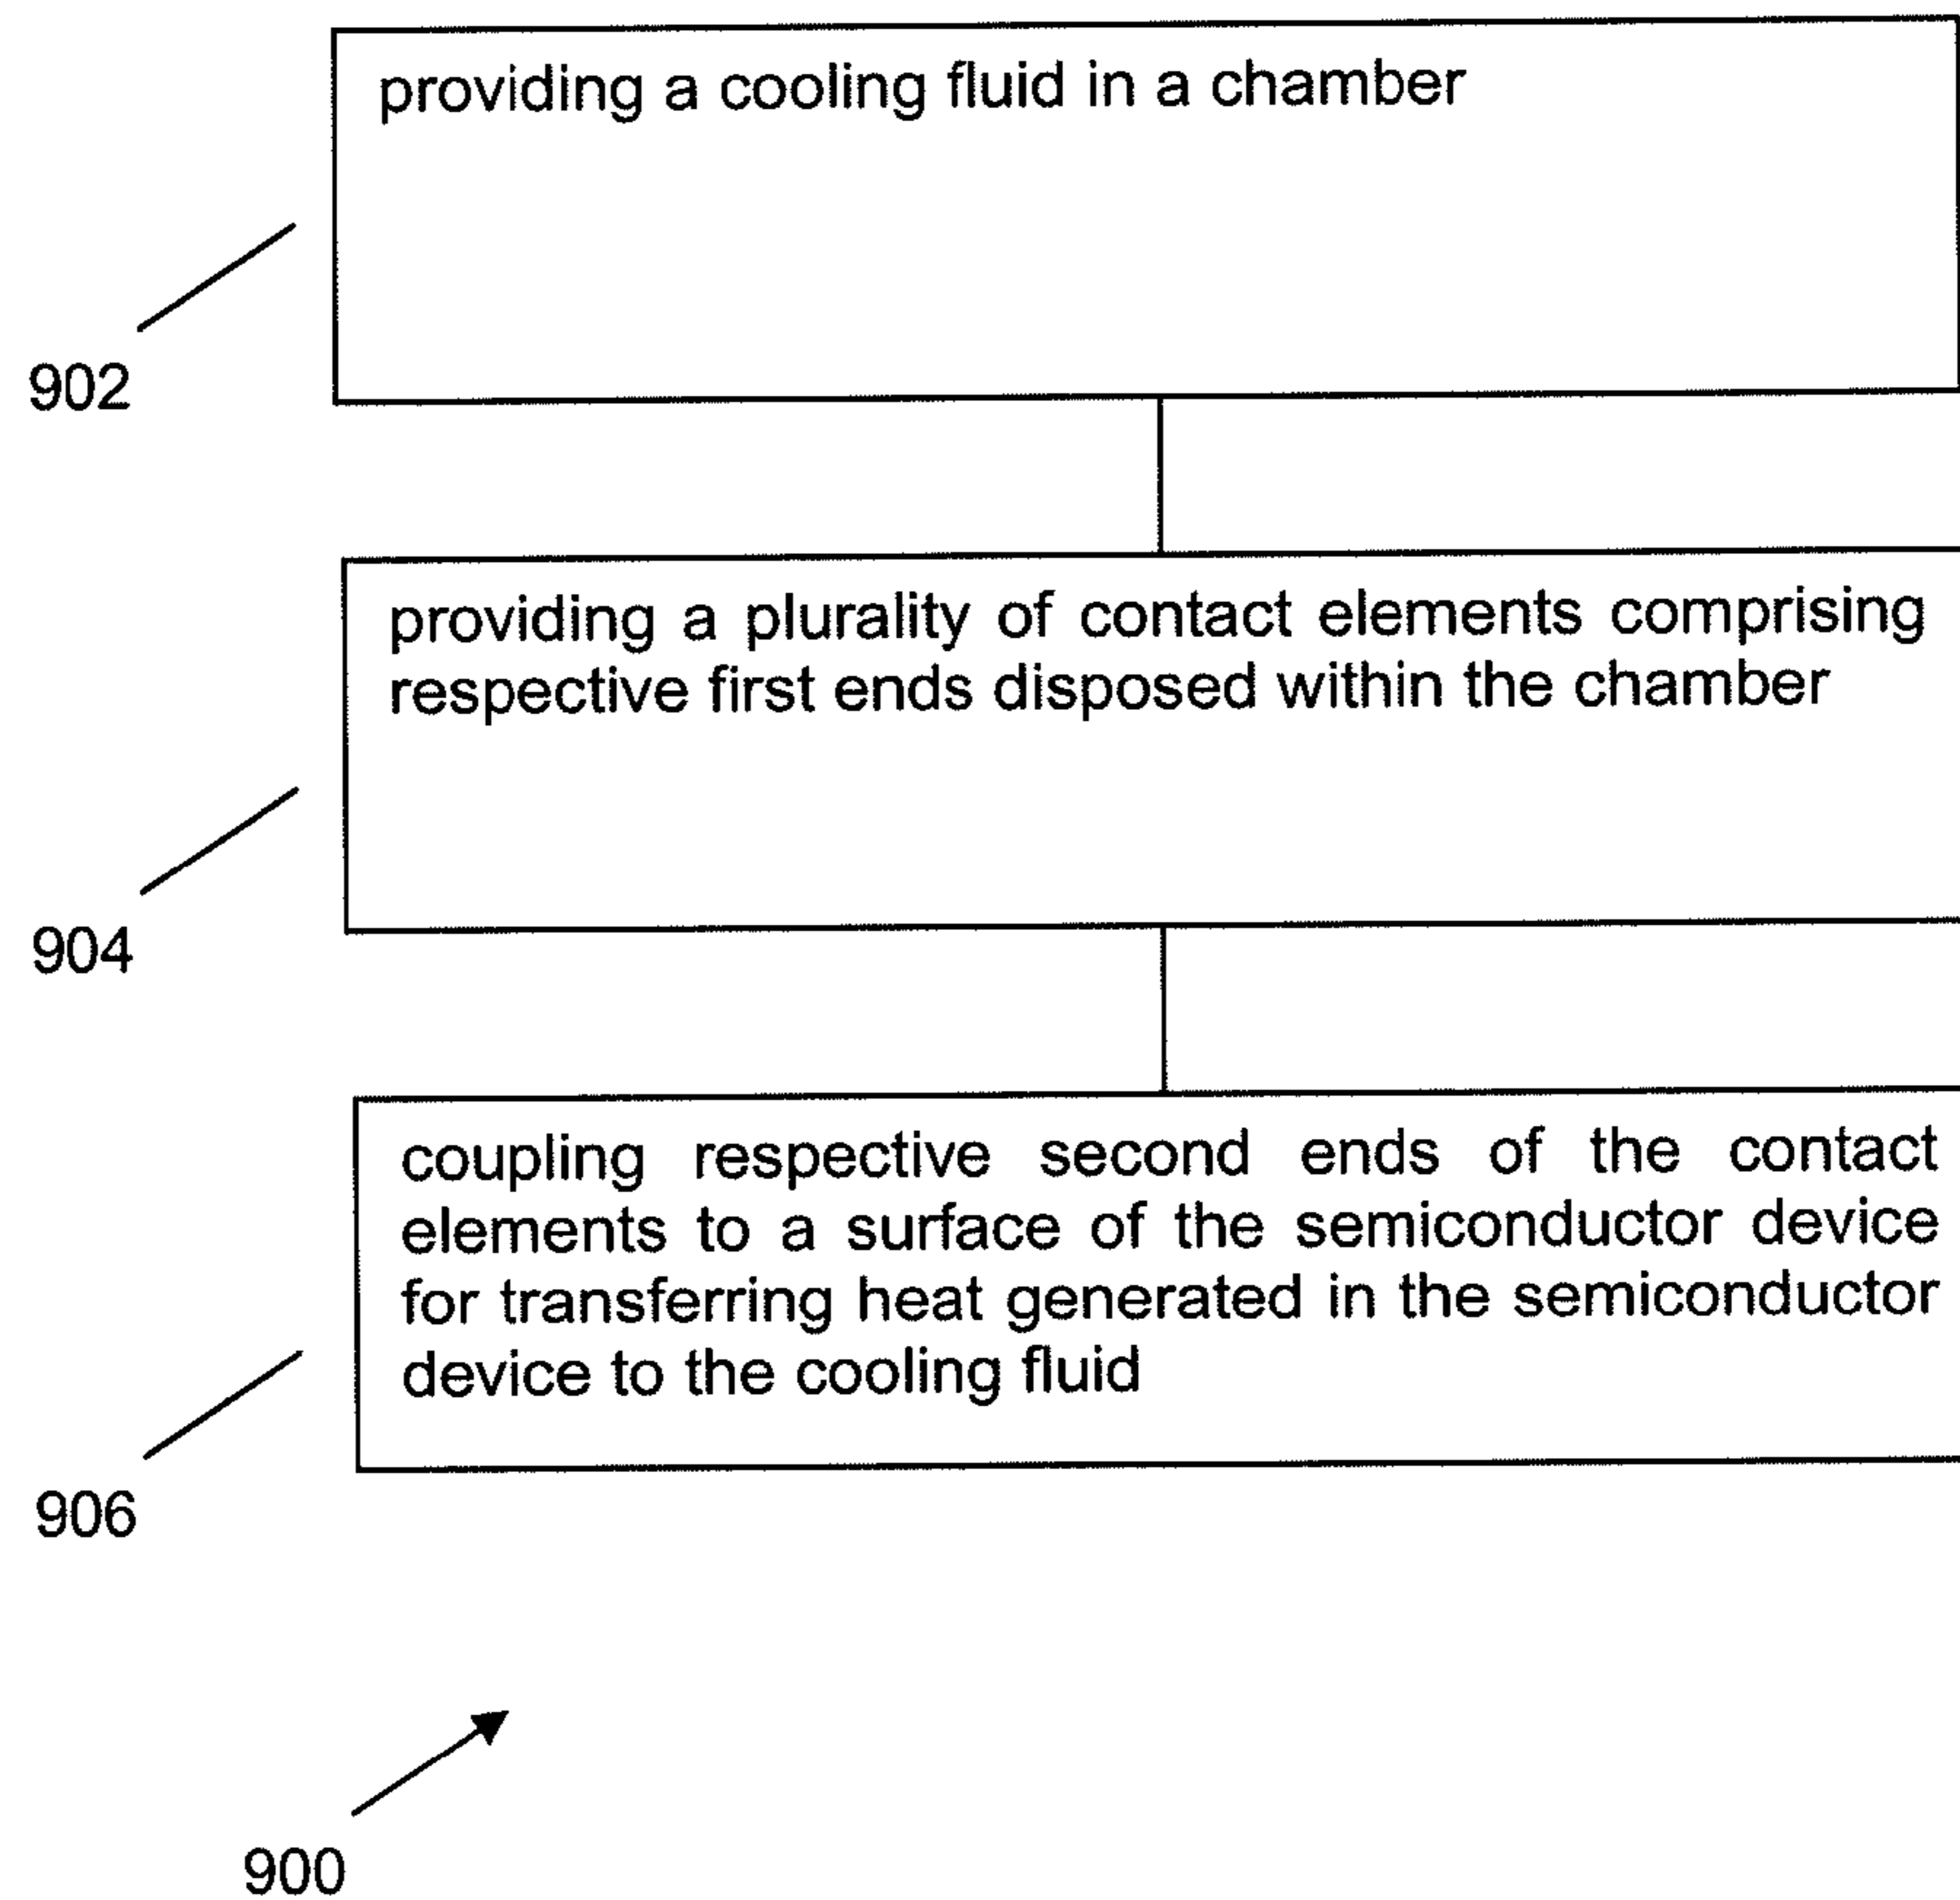 providing a cooling fluid in a chamber
902
providing a plurality of contact elements comprising
respective first ends disposed within the chamber
904
coupling respective second ends of the contact
elements to a surface of the semiconductor device
for transferring heat generated in the semiconductor
device to the cooling fluid
906
900